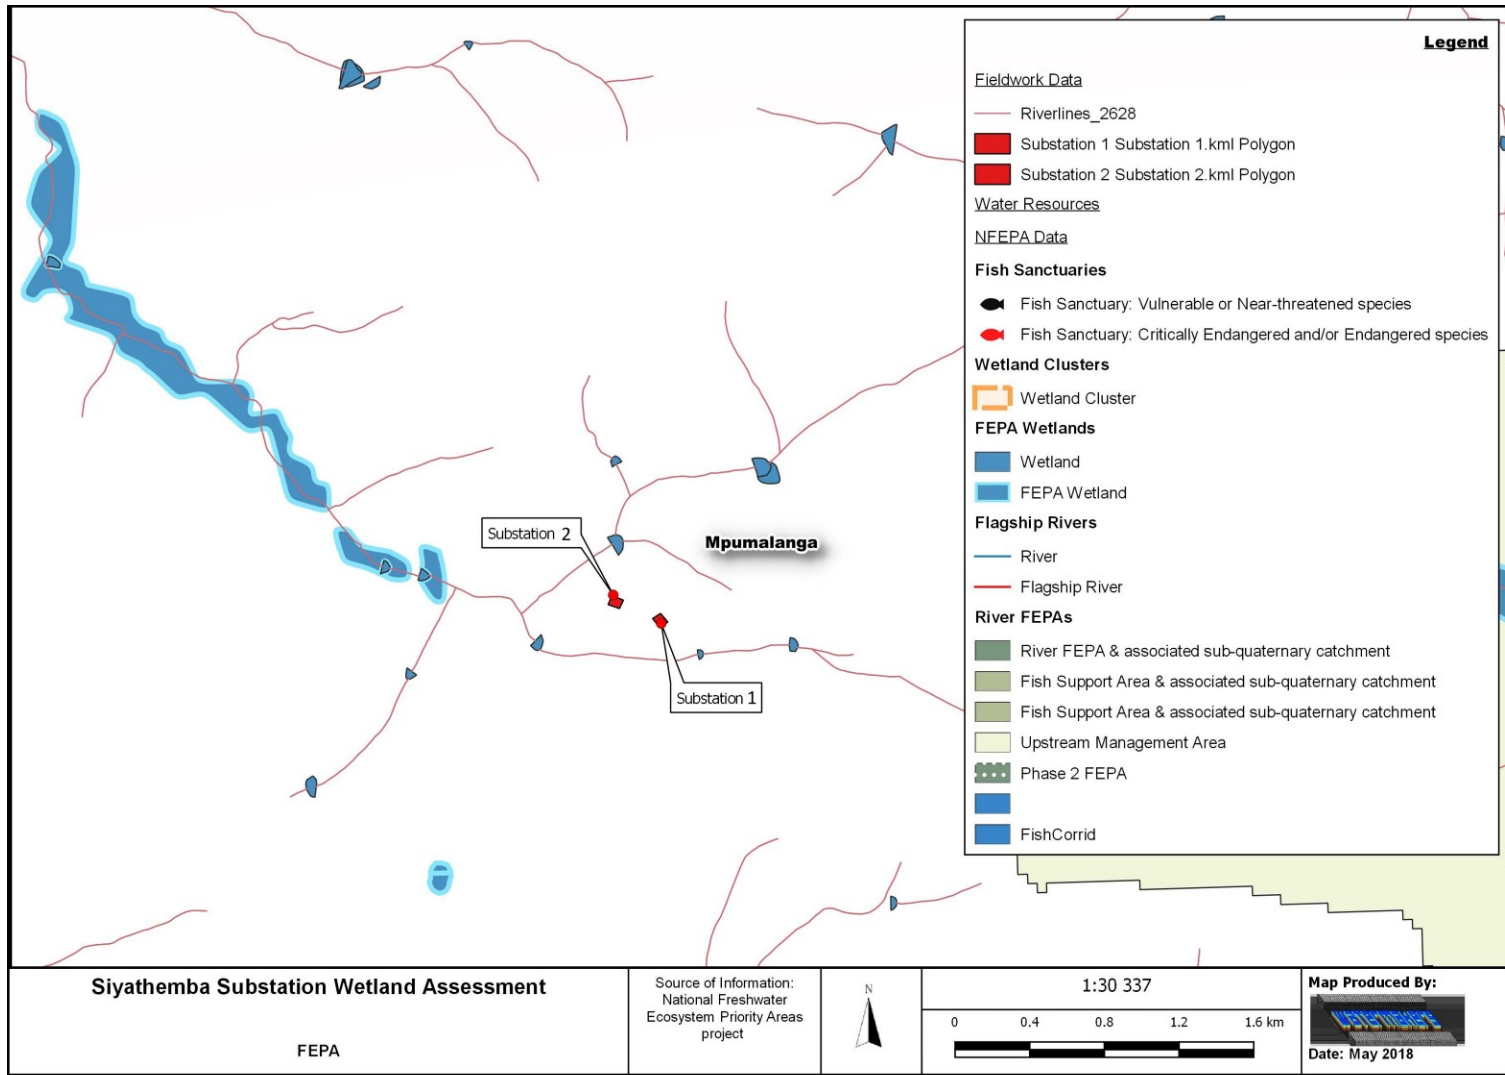 Legend
Fieldwork Data
Riverlines_2628
Substation 1 Substation 1.kml Polygon
Substation 2 Substation 2.kml Polygon
Water Resources
NFEPA Data
Fish Sanctuaries
Fish Sanctuary: Vulnerable or Near-threatened species
Fish Sanctuary: Critically Endangered and/or Endangered species
Wetland Clusters
Wetland Cluster
FEPA Wetlands
Wetland
FEPA Wetland
Flagship Rivers
River
Flagship River
River FEPAs
River FEPA & associated sub-quaternary catchment
Fish Support Area & associated sub-quaternary catchment
Fish Support Area & associated sub-quaternary catchment
Upstream Management Area
Phase 2 FEPA
FishCorrid
Substation 2
Mpumalanga
Substation 1
Siyathemba Substation Wetland Assessment
FEPA
Source of Information:
National Freshwater
Ecosystem Priority Areas
project
N
1:30 337
0 0.4 0.8 1.2 1.6 km
Map Produced By:
WATERMAKERS
Date: May 2018